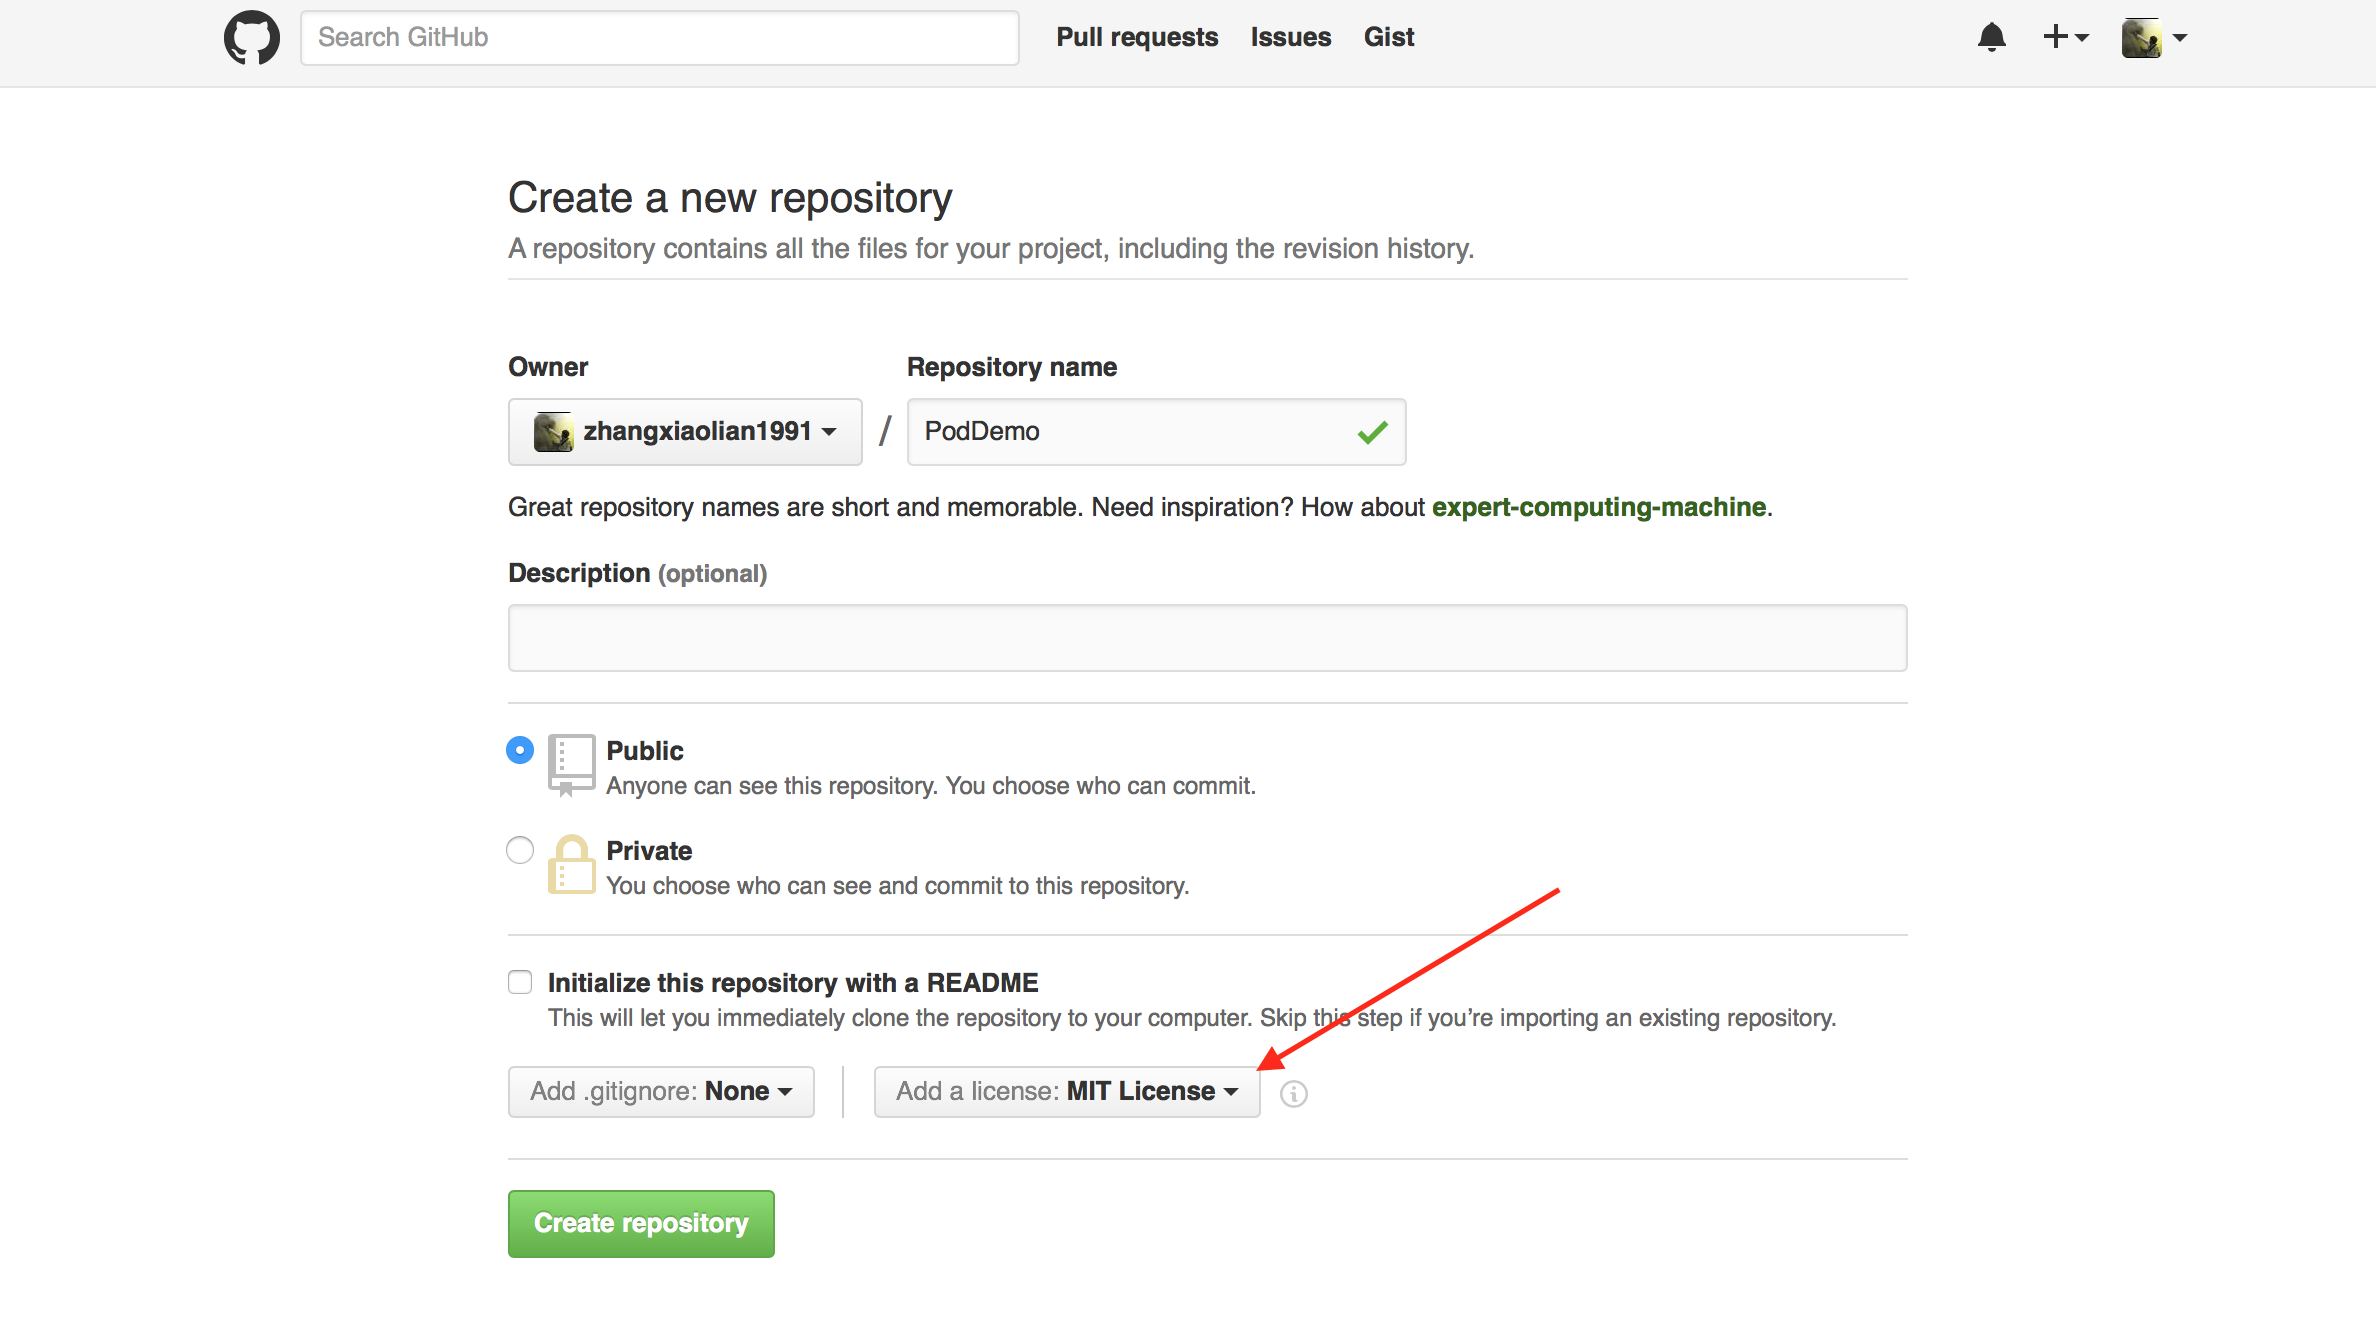 Search GitHub
Pull requests Issues Gist
Create a new repository
A repository contains all the files for your project, including the revision history.
Owner Repository name
zhangxiaolian1991 / PodDemo
Great repository names are short and memorable. Need inspiration? How about expert-computing-machine.
Description (optional)
Public
Anyone can see this repository. You choose who can commit.
Private
You choose who can see and commit to this repository.
Initialize this repository with a README
This will let you immediately clone the repository to your computer. Skip this step if you’re importing an existing repository.
Add .gitignore: None Add a license: MIT License
Create repository